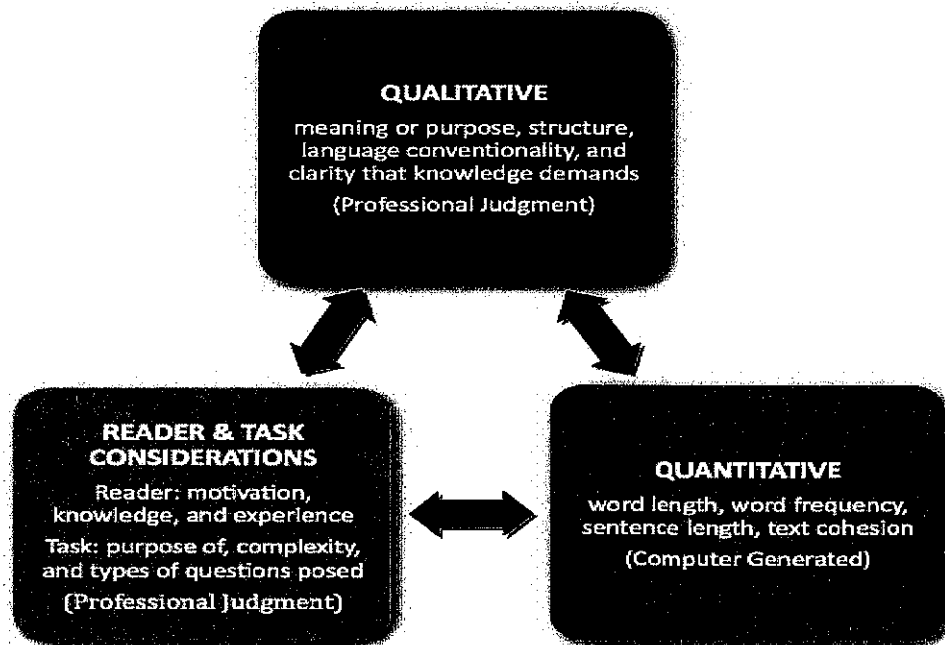 QUALITATIVE
meaning or purpose, structure,
language conventionality, and
clarity that knowledge demands
(Professional Judgment)
READER & TASK
CONSIDERATIONS
Reader: motivation,
knowledge, and experience
Task: purpose of, complexity,
and types of questions posed
(Professional Judgment)
QUANTITATIVE
word length, word frequency,
sentence length, text cohesion
(Computer Generated)